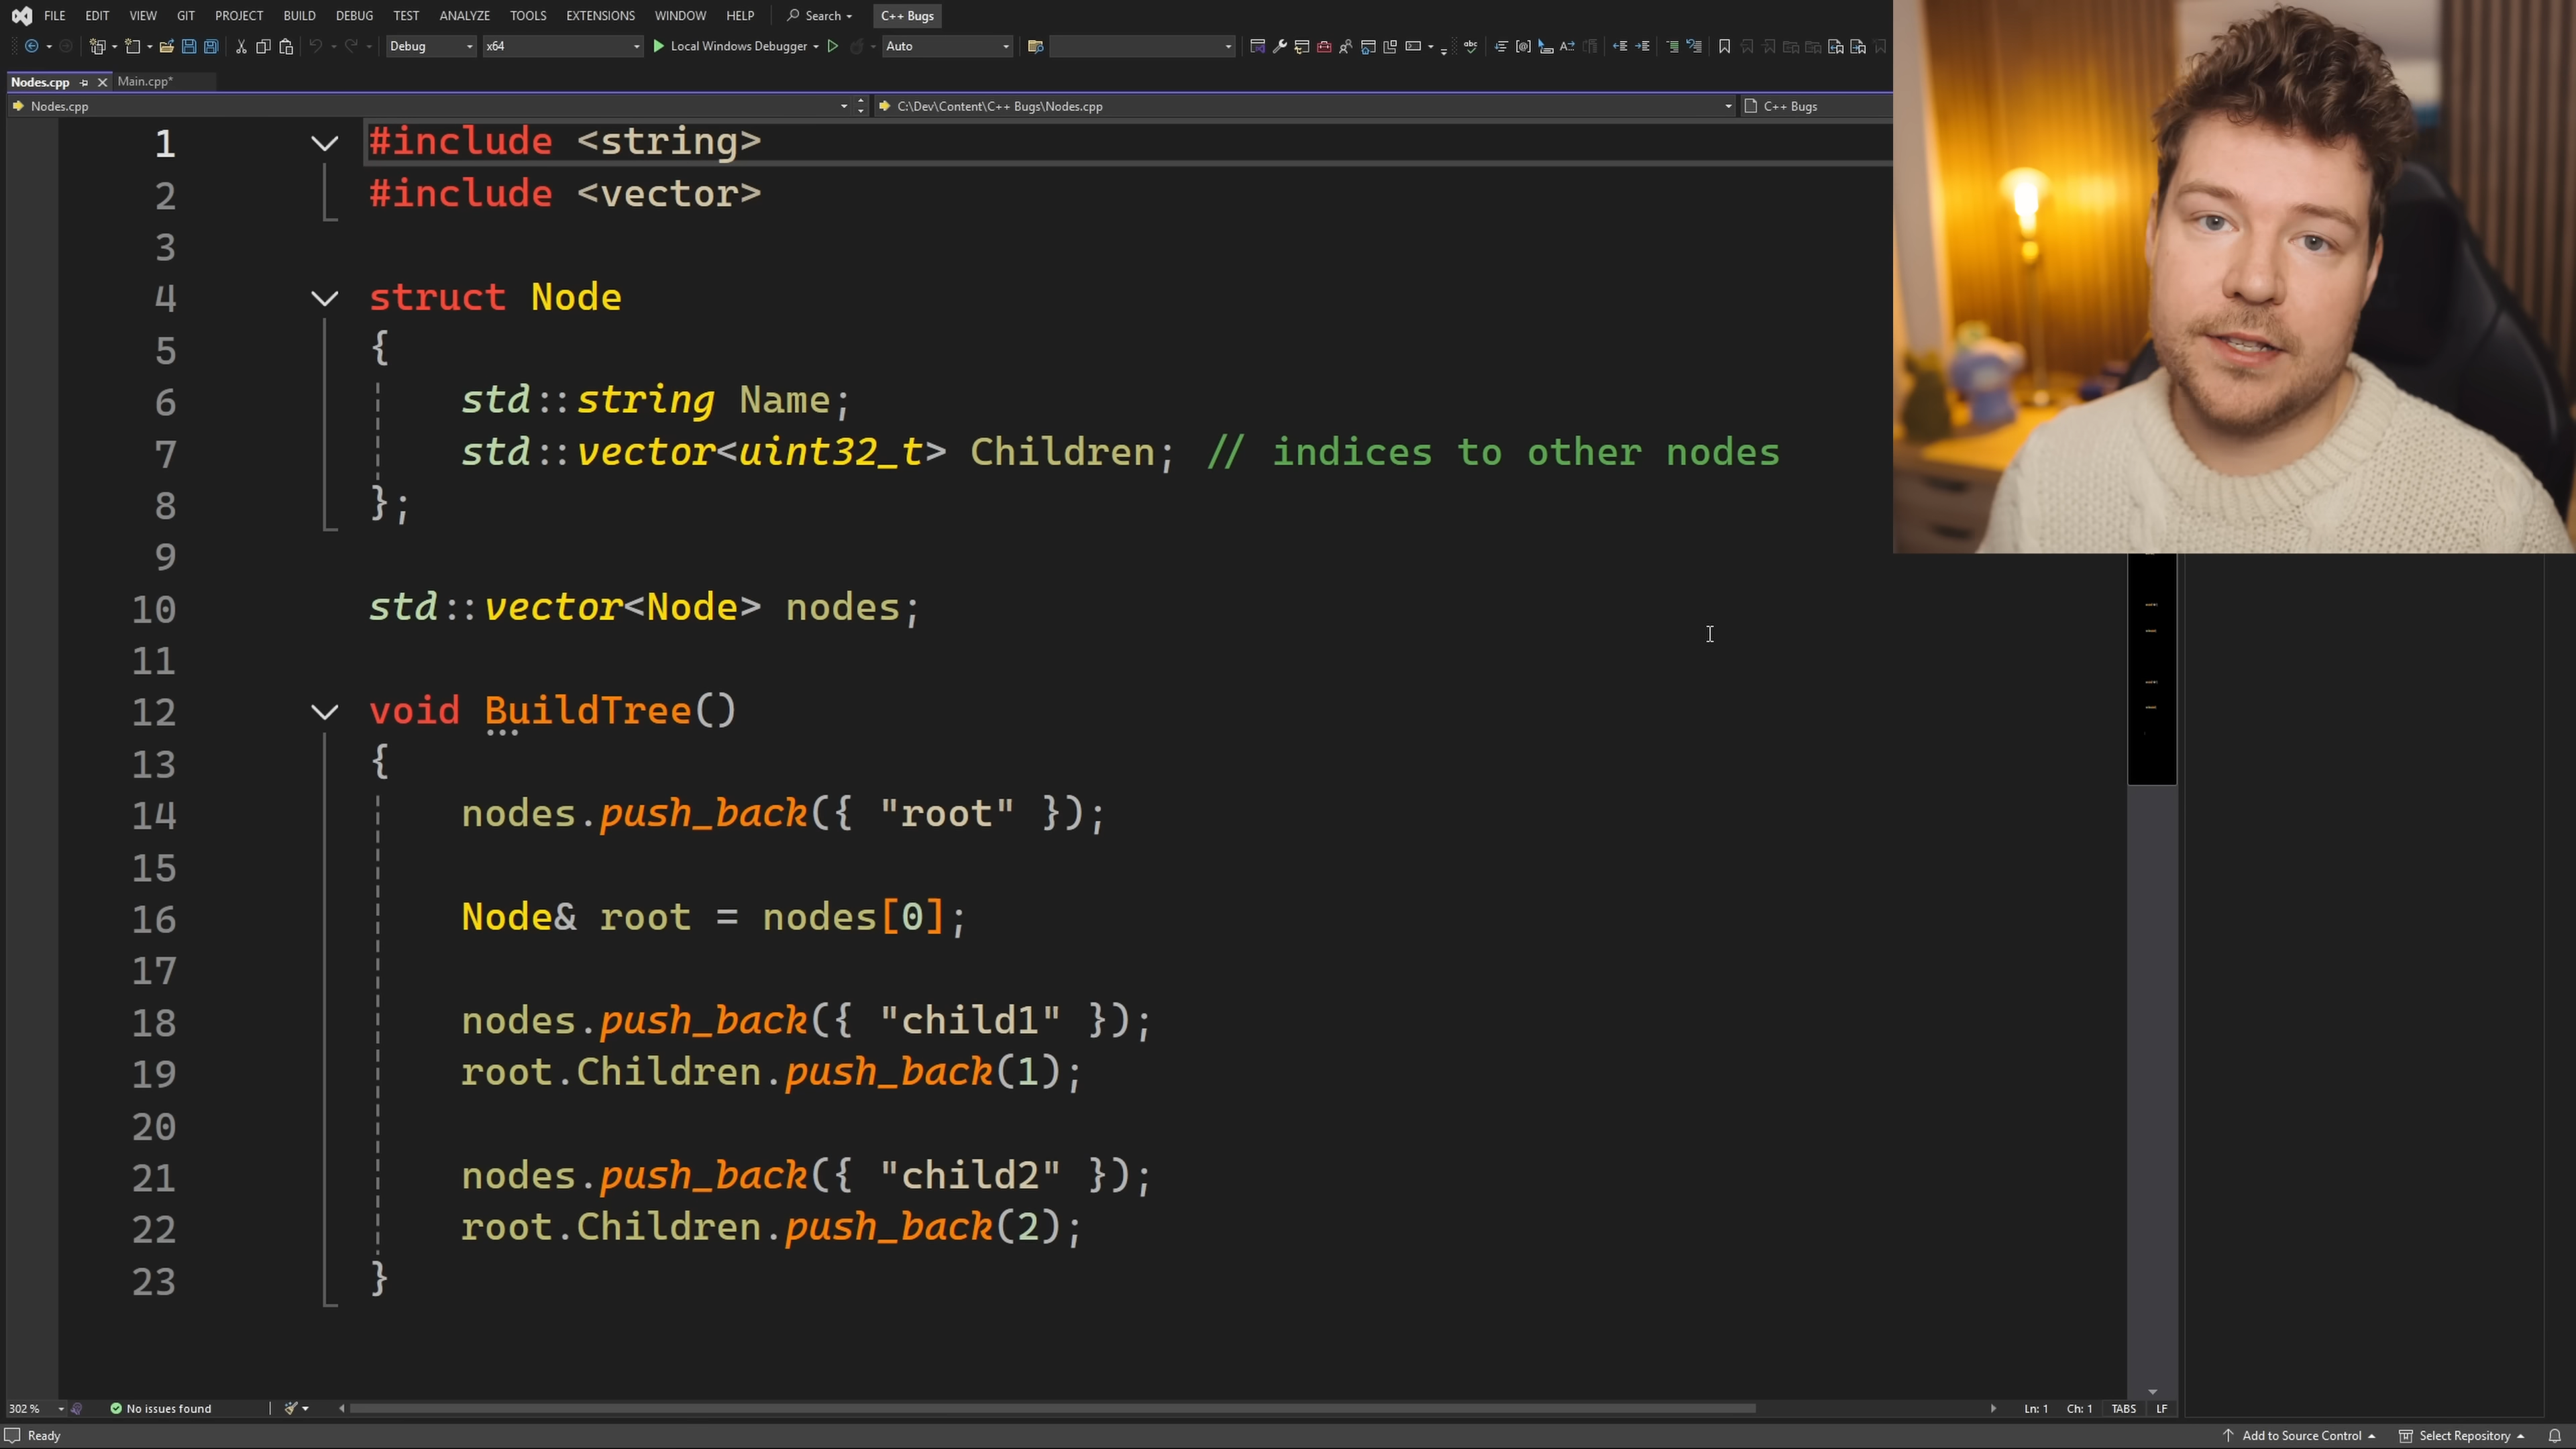 FILE EDIT VIEW GIT PROJECT BUILD DEBUG TEST ANALYZE TOOLS EXTENSIONS WINDOW HELP Search C++ Bugs
Debug x64 Local Windows Debugger Auto
Nodes.cpp Main.cpp*
Nodes.cpp C:\Dev\Content\C++ Bugs\Nodes.cpp C++ Bugs
1 #include <string>
2 #include <vector>
3
4 struct Node
5 {
6 std::string Name;
7 std::vector<uint32_t> Children; // indices to other nodes
8 };
9
10 std::vector<Node> nodes;
11
12 void BuildTree()
13 {
14 nodes.push_back({ "root" });
15
16 Node& root = nodes[0];
17
18 nodes.push_back({ "child1" });
19 root.Children.push_back(1);
20
21 nodes.push_back({ "child2" });
22 root.Children.push_back(2);
23 }
302 % No issues found Ln: 1 Ch: 1 TABS LF
Ready Add to Source Control Select Repository